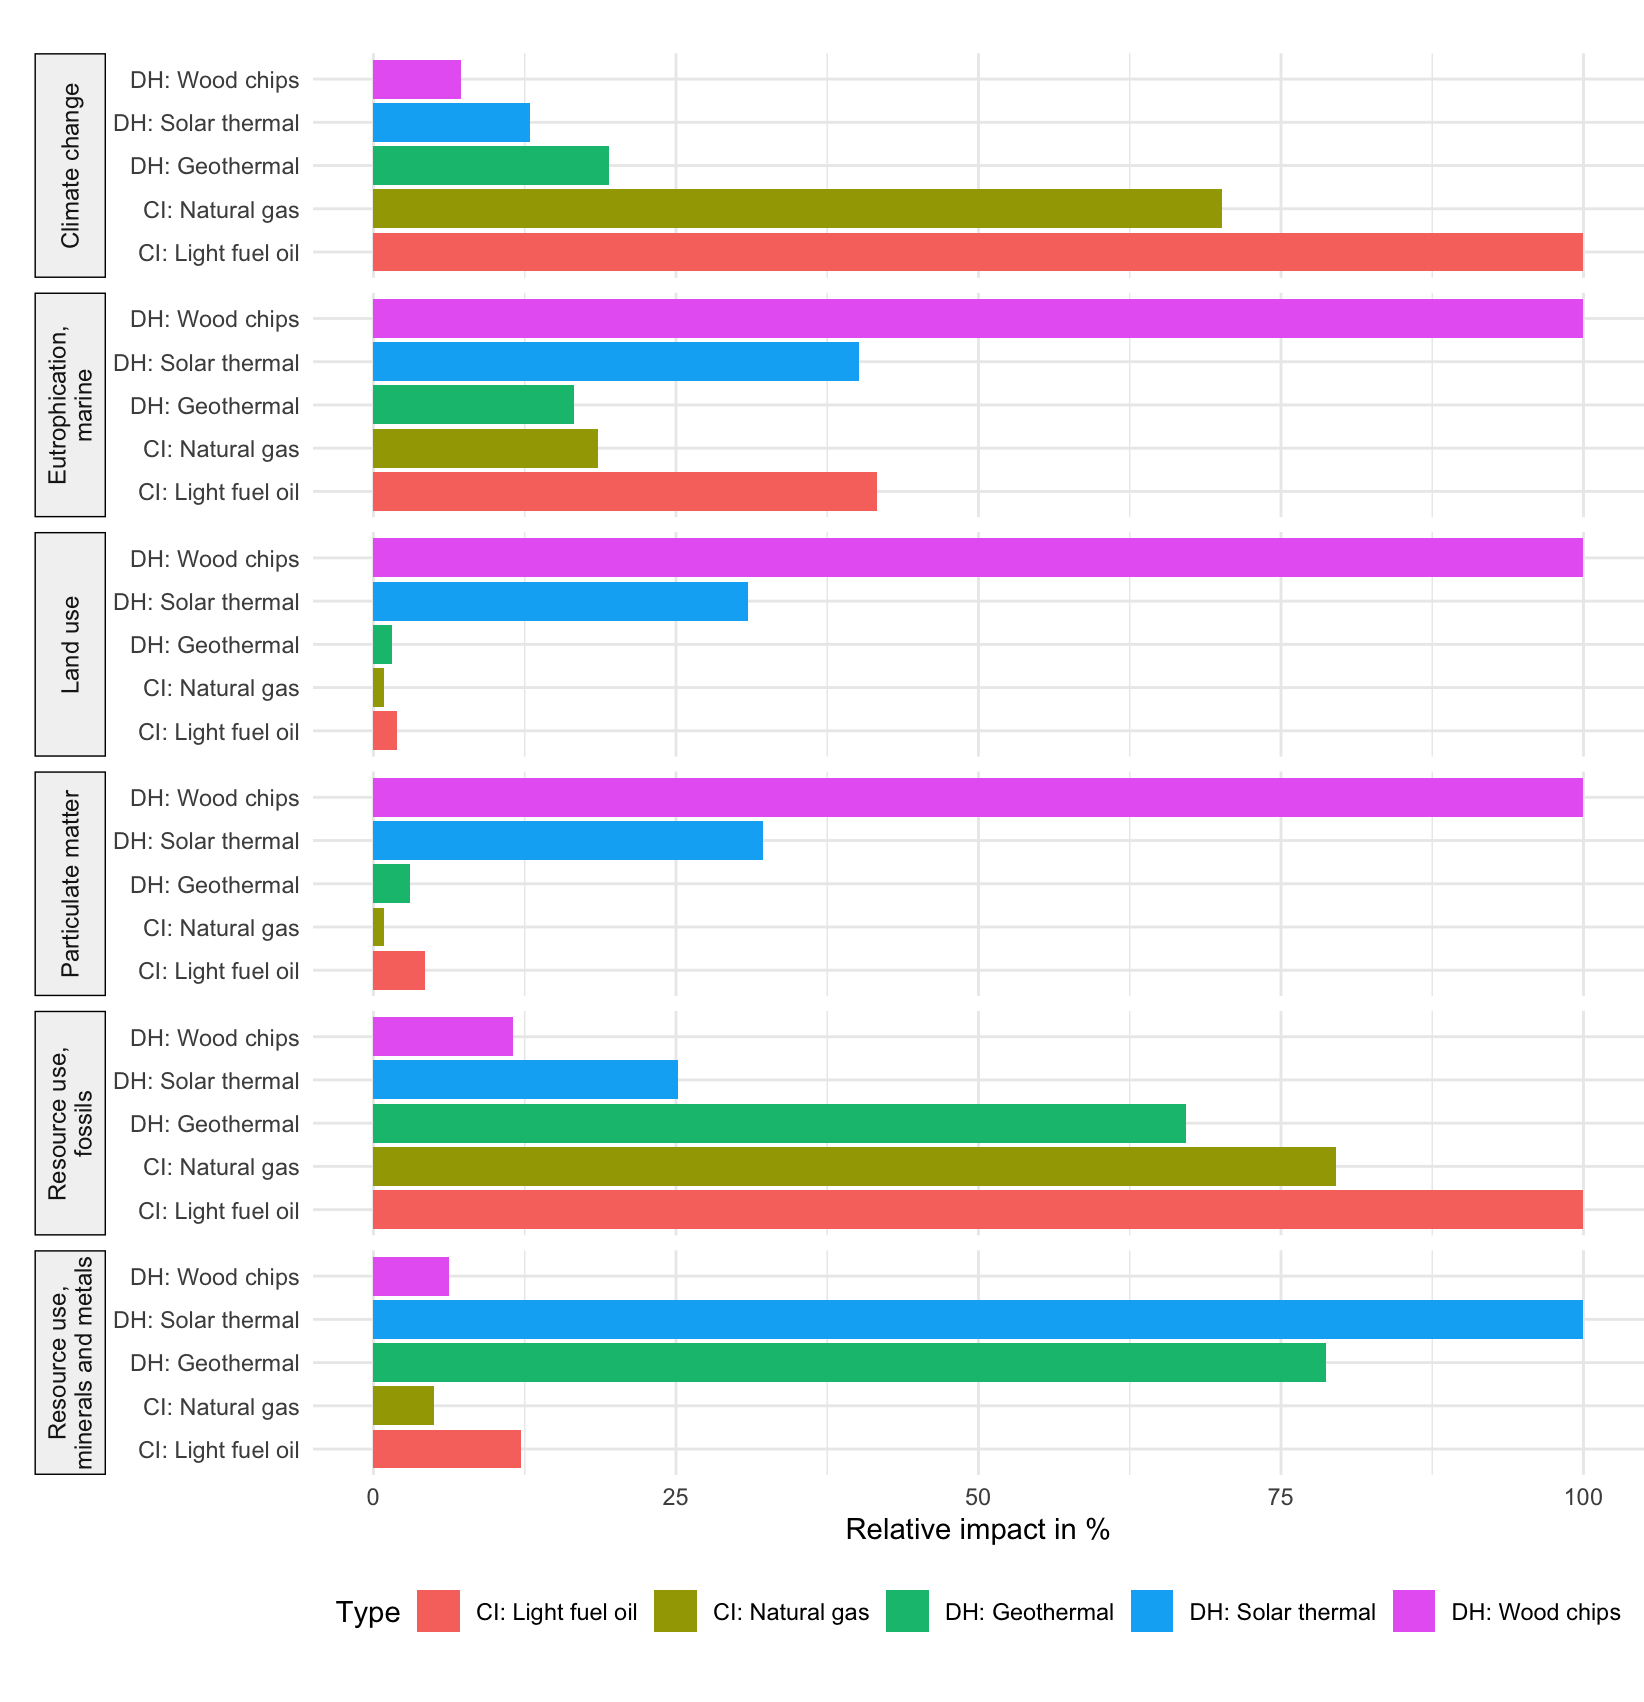 Climate change
DH: Wood chips
DH: Solar thermal
DH: Geothermal
CI: Natural gas
CI: Light fuel oil
Eutrophication,
marine
DH: Wood chips
DH: Solar thermal
DH: Geothermal
CI: Natural gas
CI: Light fuel oil
Land use
DH: Wood chips
DH: Solar thermal
DH: Geothermal
CI: Natural gas
CI: Light fuel oil
Particulate matter
DH: Wood chips
DH: Solar thermal
DH: Geothermal
CI: Natural gas
CI: Light fuel oil
Resource use,
fossils
DH: Wood chips
DH: Solar thermal
DH: Geothermal
CI: Natural gas
CI: Light fuel oil
Resource use,
minerals and metals
DH: Wood chips
DH: Solar thermal
DH: Geothermal
CI: Natural gas
CI: Light fuel oil
0 25 50 75 100
Relative impact in %
Type CI: Light fuel oil CI: Natural gas DH: Geothermal DH: Solar thermal DH: Wood chips